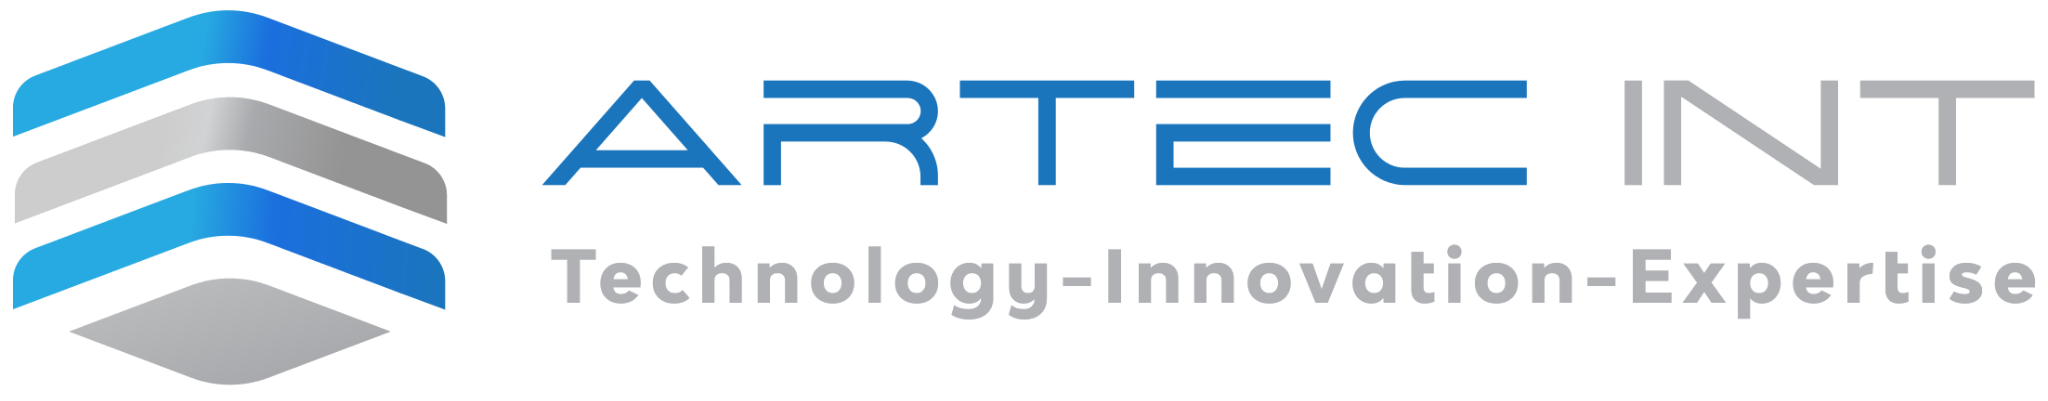 ARTEC INT
Technology-Innovation-Expertise